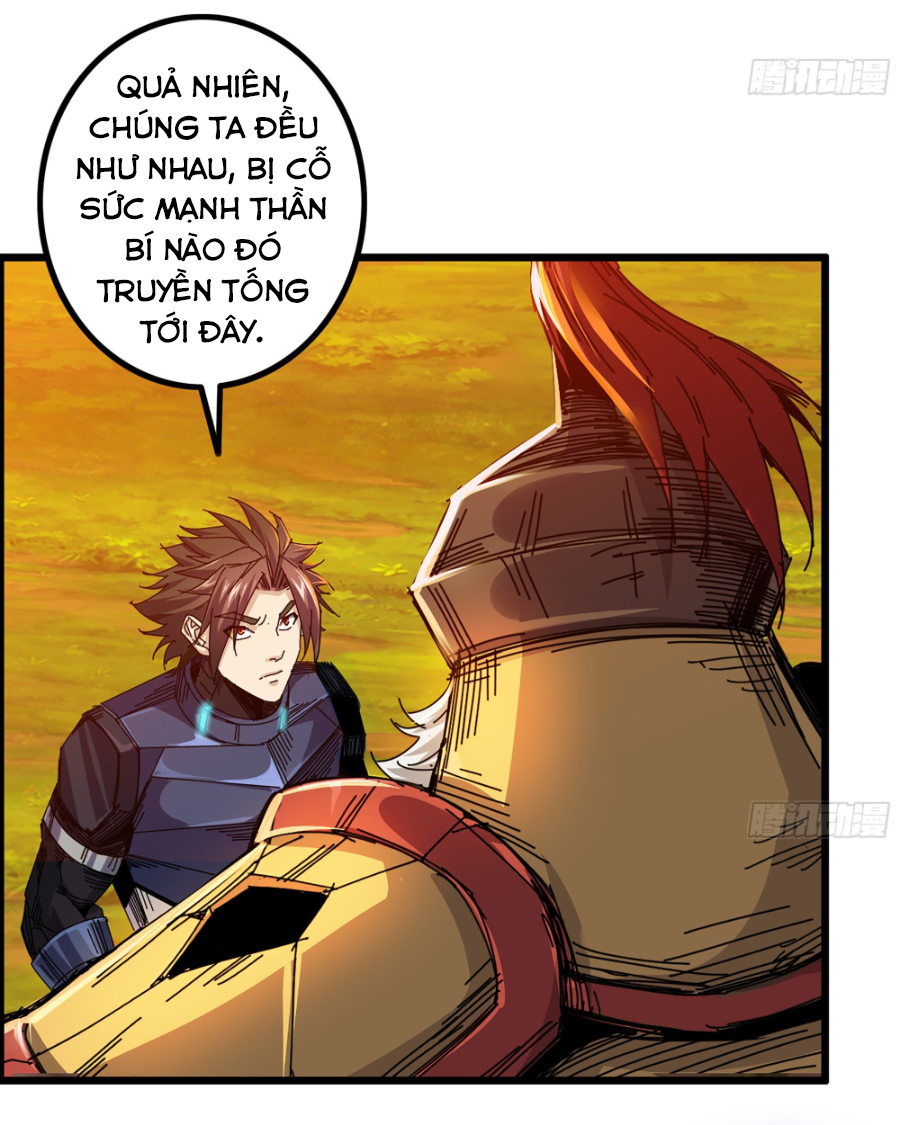 腾讯动漫
QUẢ NHIÊN,
CHÚNG TA ĐỀU
NHƯ NHAU, BỊ CỖ
SỨC MẠNH THẦN
BÍ NÀO ĐÓ
TRUYỀN TỐNG
TỚI ĐÂY.
腾讯动漫